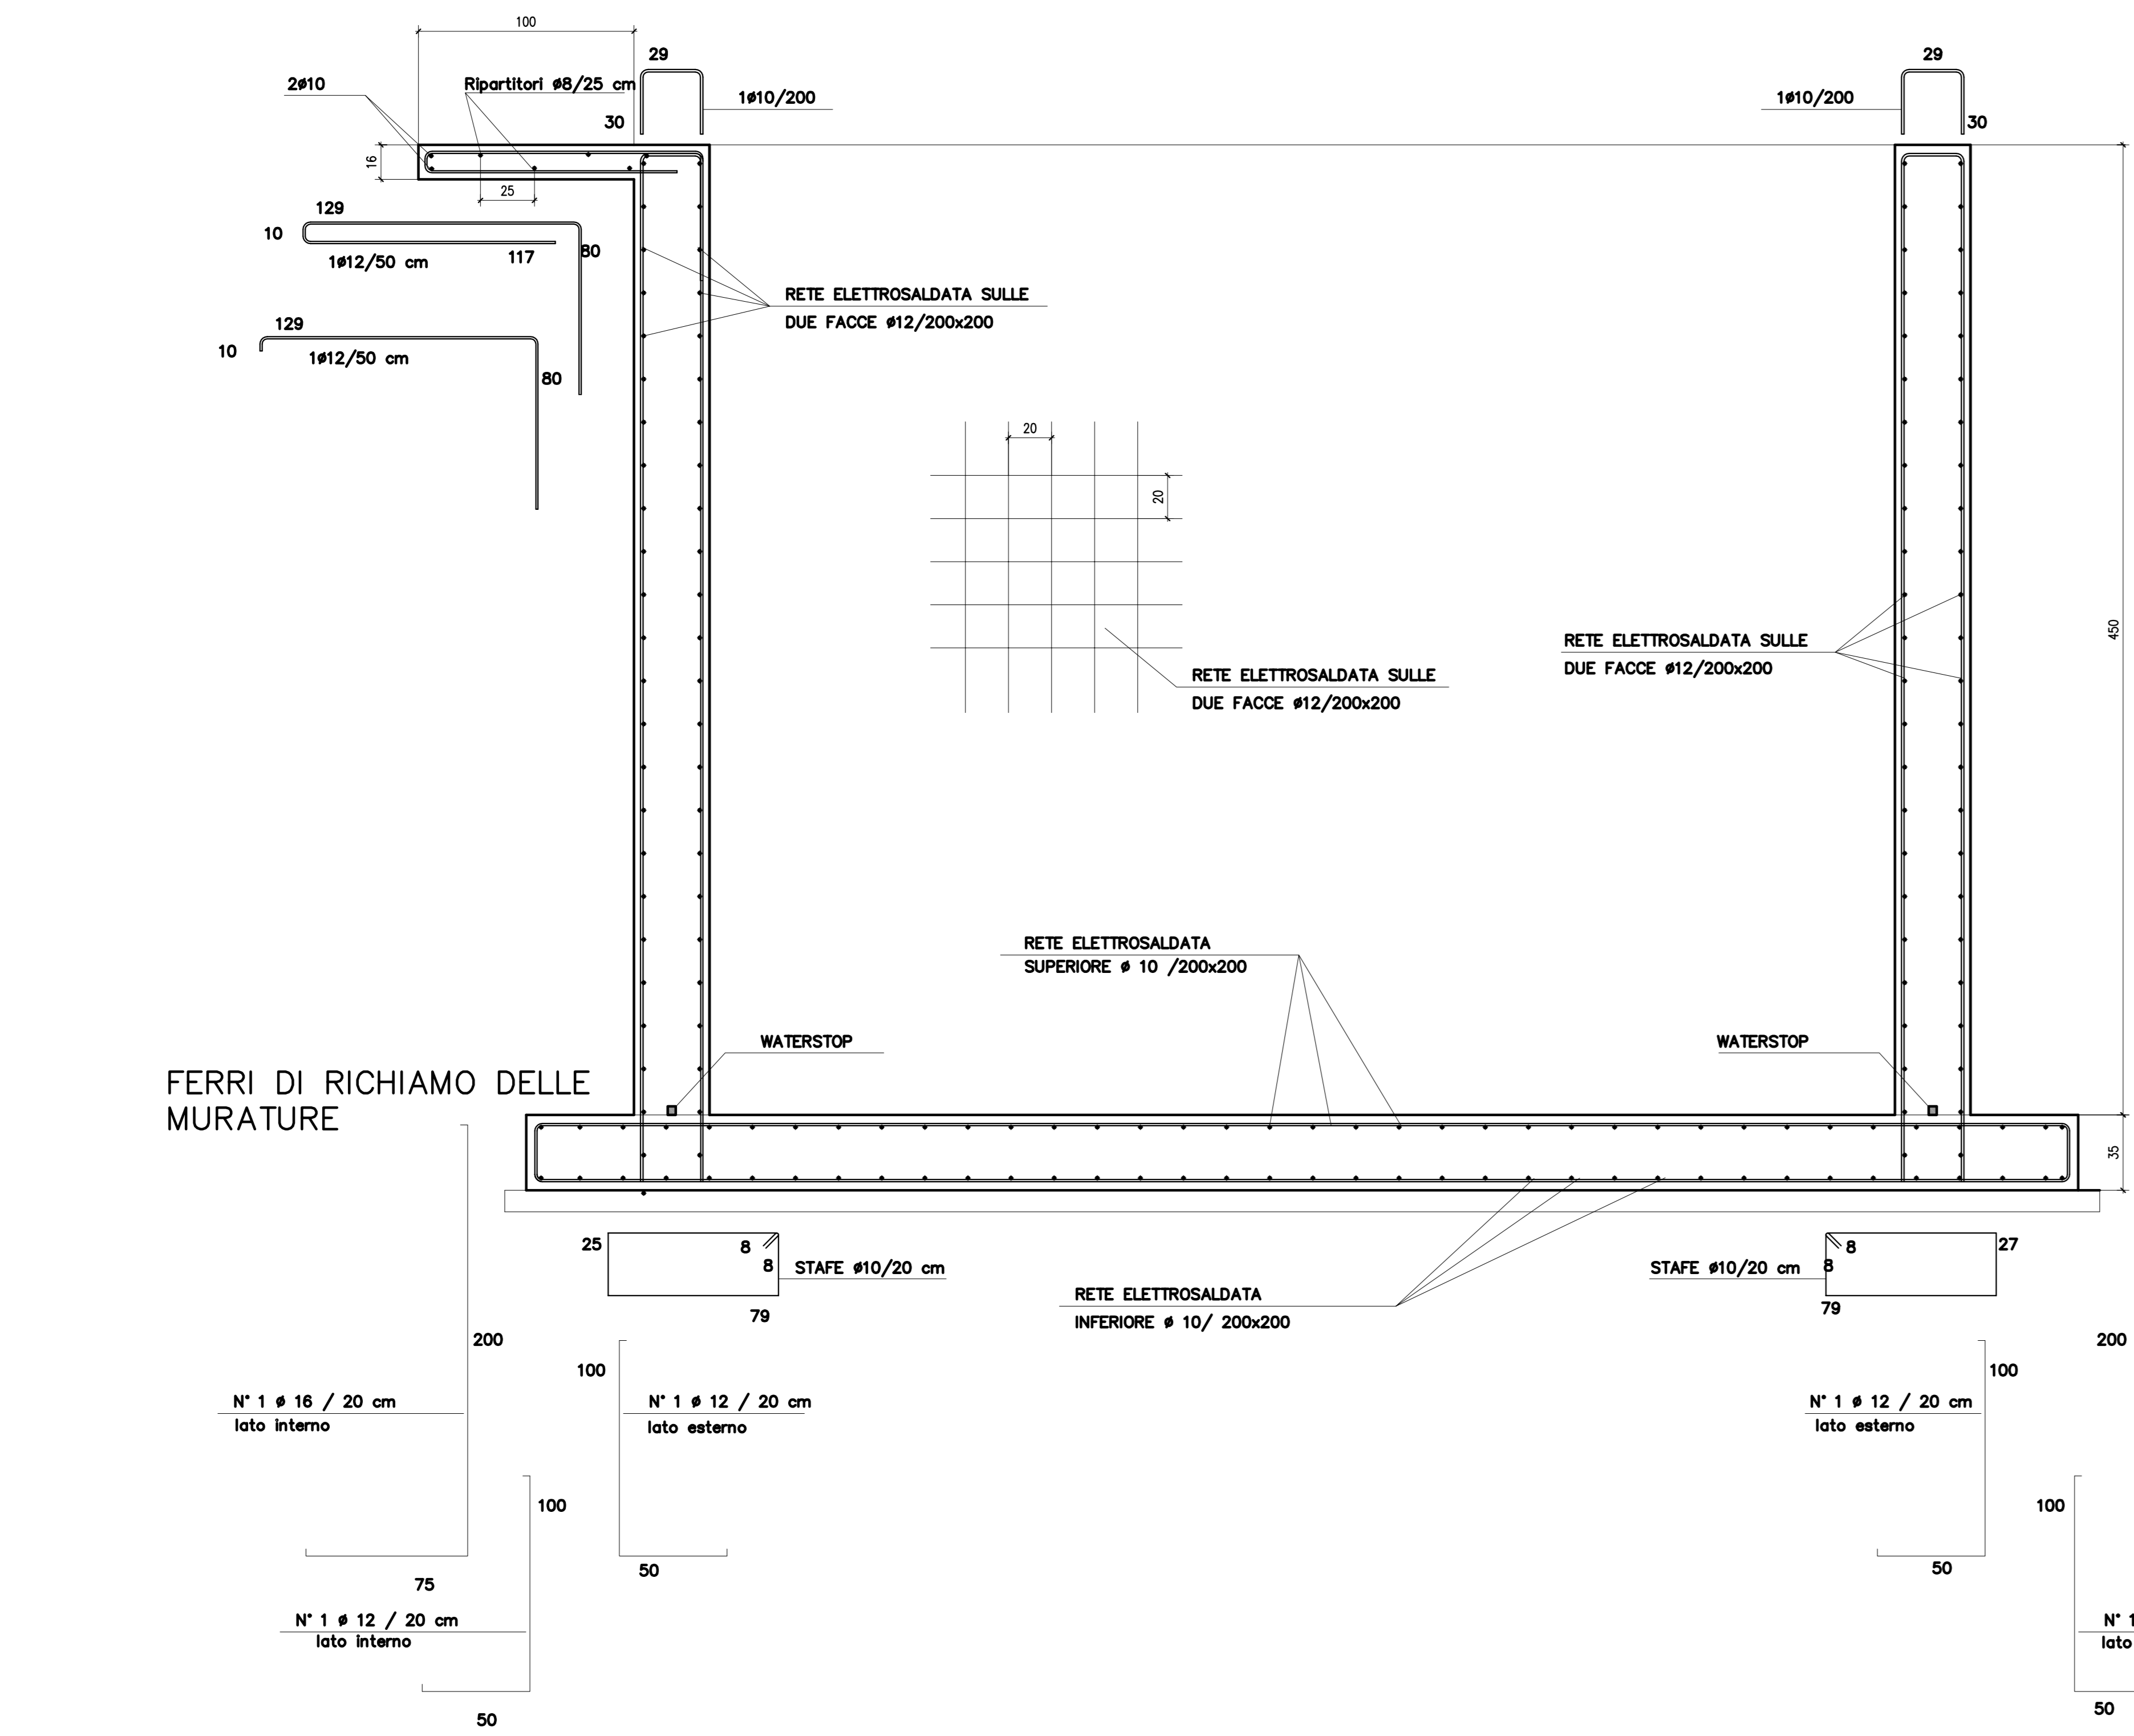 100
29
29
2ø10
Ripartitori ø8/25 cm
1ø10/200
1ø10/200
30
30
16
25
129
10
1ø12/50 cm
117
80
RETE ELETTROSALDATA SULLE
DUE FACCE ø12/200x200
129
10
1ø12/50 cm
80
20
20
RETE ELETTROSALDATA SULLE
DUE FACCE ø12/200x200
450
RETE ELETTROSALDATA SULLE
DUE FACCE ø12/200x200
RETE ELETTROSALDATA
SUPERIORE ø 10 /200x200
WATERSTOP
WATERSTOP
FERRI DI RICHIAMO DELLE
MURATURE
35
25
8
8
STAFE ø10/20 cm
79
STAFE ø10/20 cm
8
8
27
79
RETE ELETTROSALDATA
INFERIORE ø 10/ 200x200
200
100
N° 1 ø 16 / 20 cm
lato interno
N° 1 ø 12 / 20 cm
lato esterno
100
50
75
N° 1 ø 12 / 20 cm
lato interno
50
200
100
N° 1 ø 12 / 20 cm
lato esterno
100
50
N° 1
lato
50